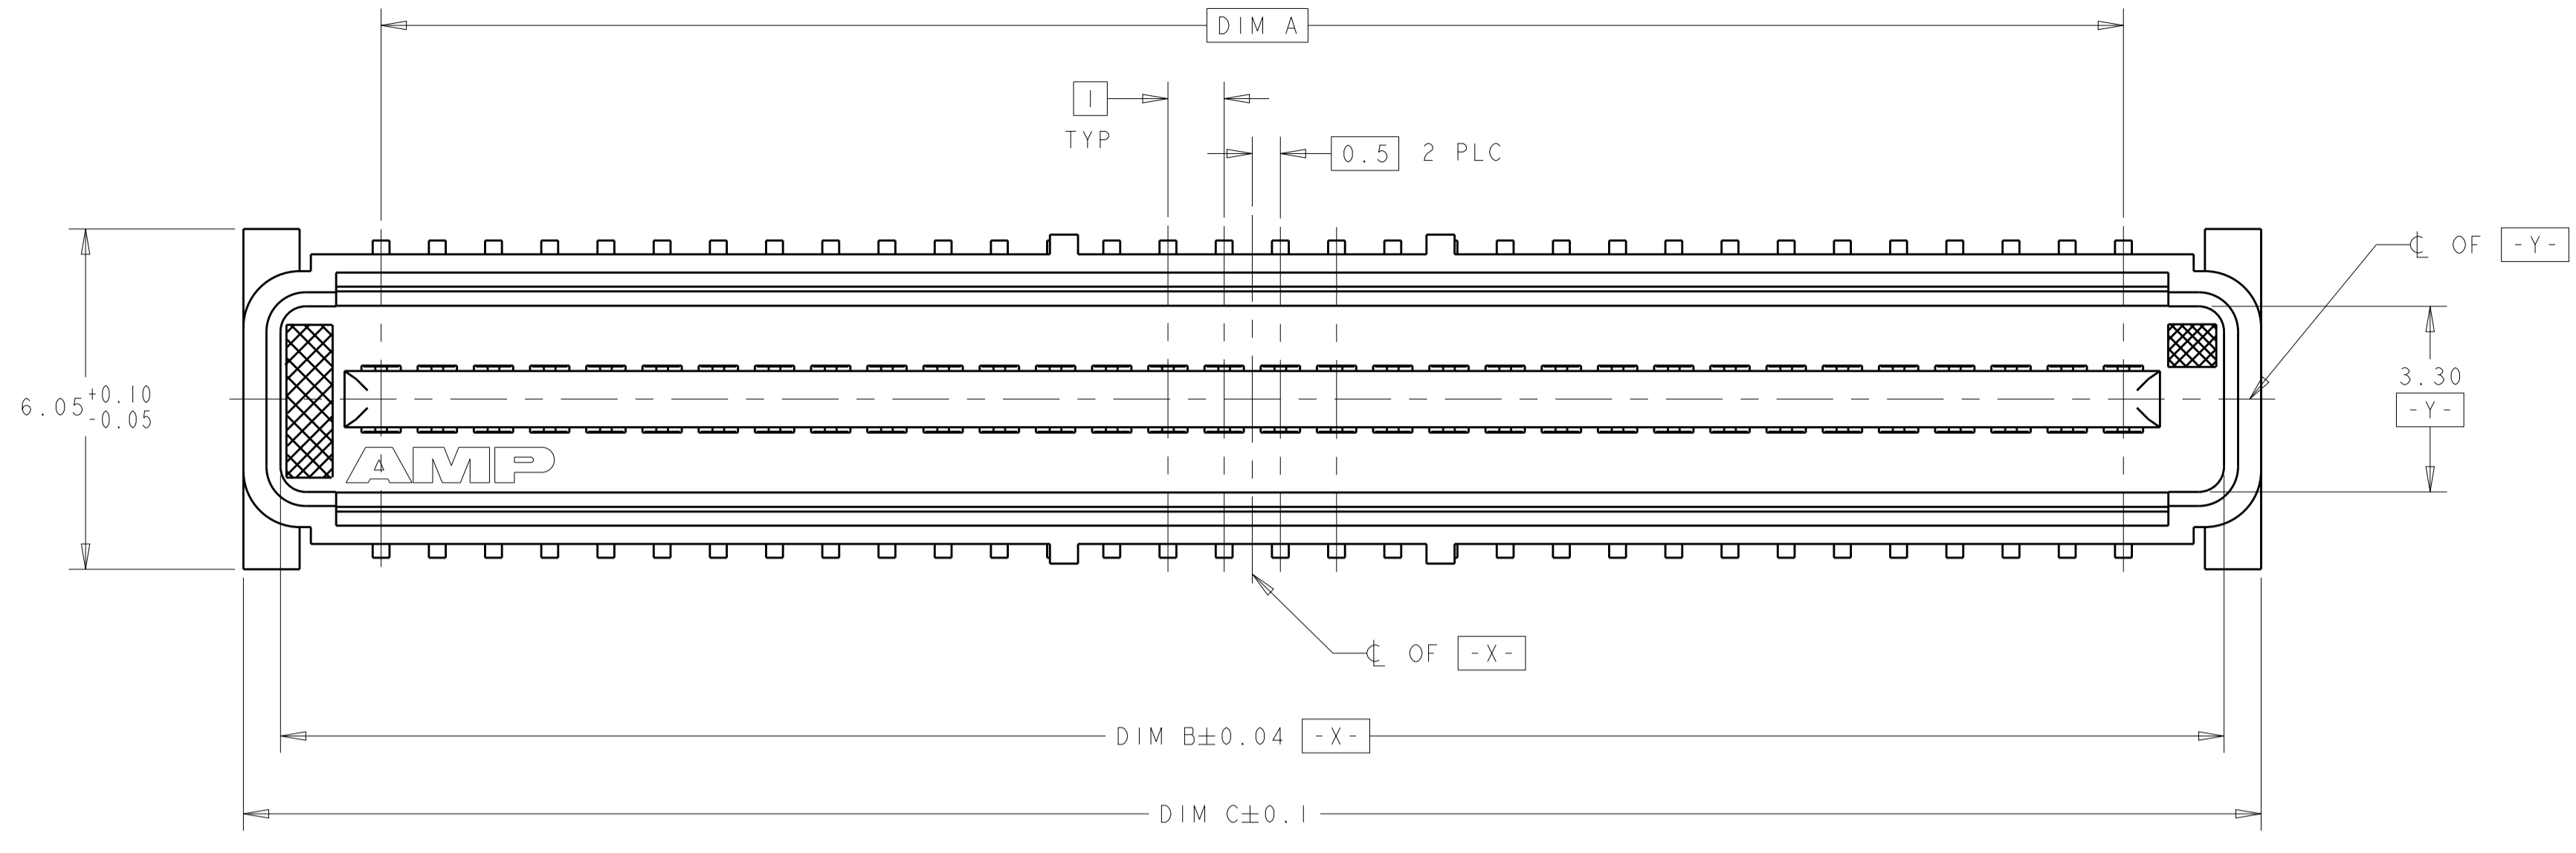 DIM A
1
TYP
0.5 2 PLC
℄ OF -Y-
6.05 +0.10
-0.05
3.30
-Y-
AMP
℄ OF -X-
DIM B±0.04 -X-
DIM C±0.1